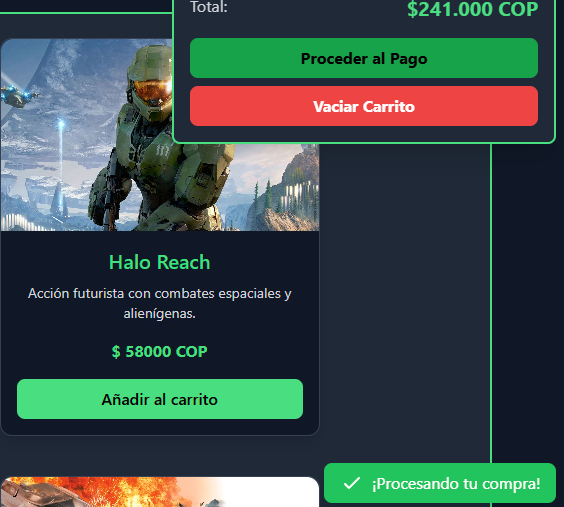 Total:
$241.000 COP
Proceder al Pago
Vaciar Carrito
Halo Reach
Acción futurista con combates espaciales y
alienígenas.
$ 58000 COP
Añadir al carrito
¡Procesando tu compra!